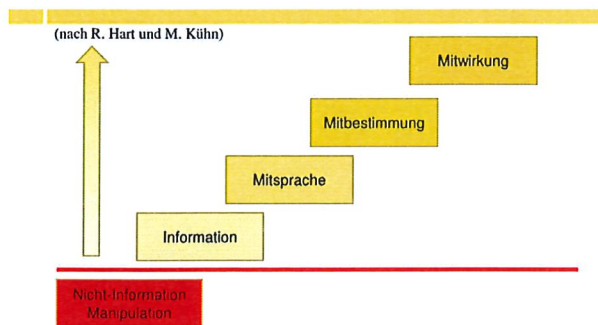 (nach R. Hart und M. Kühn)
Mitwirkung
Mitbestimmung
Mitsprache
Information
Nicht-Information
Manipulation